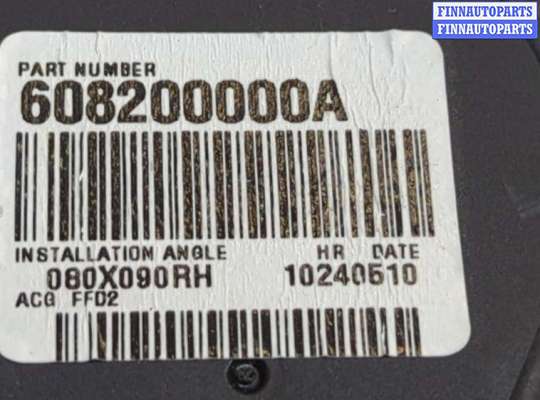 FINNAUTOPARTS
FINNAUTOPARTS
PART NUMBER
608200000A
INSTALLATION ANGLE HR DATE
080X090RH 10240510
ACG FFD2